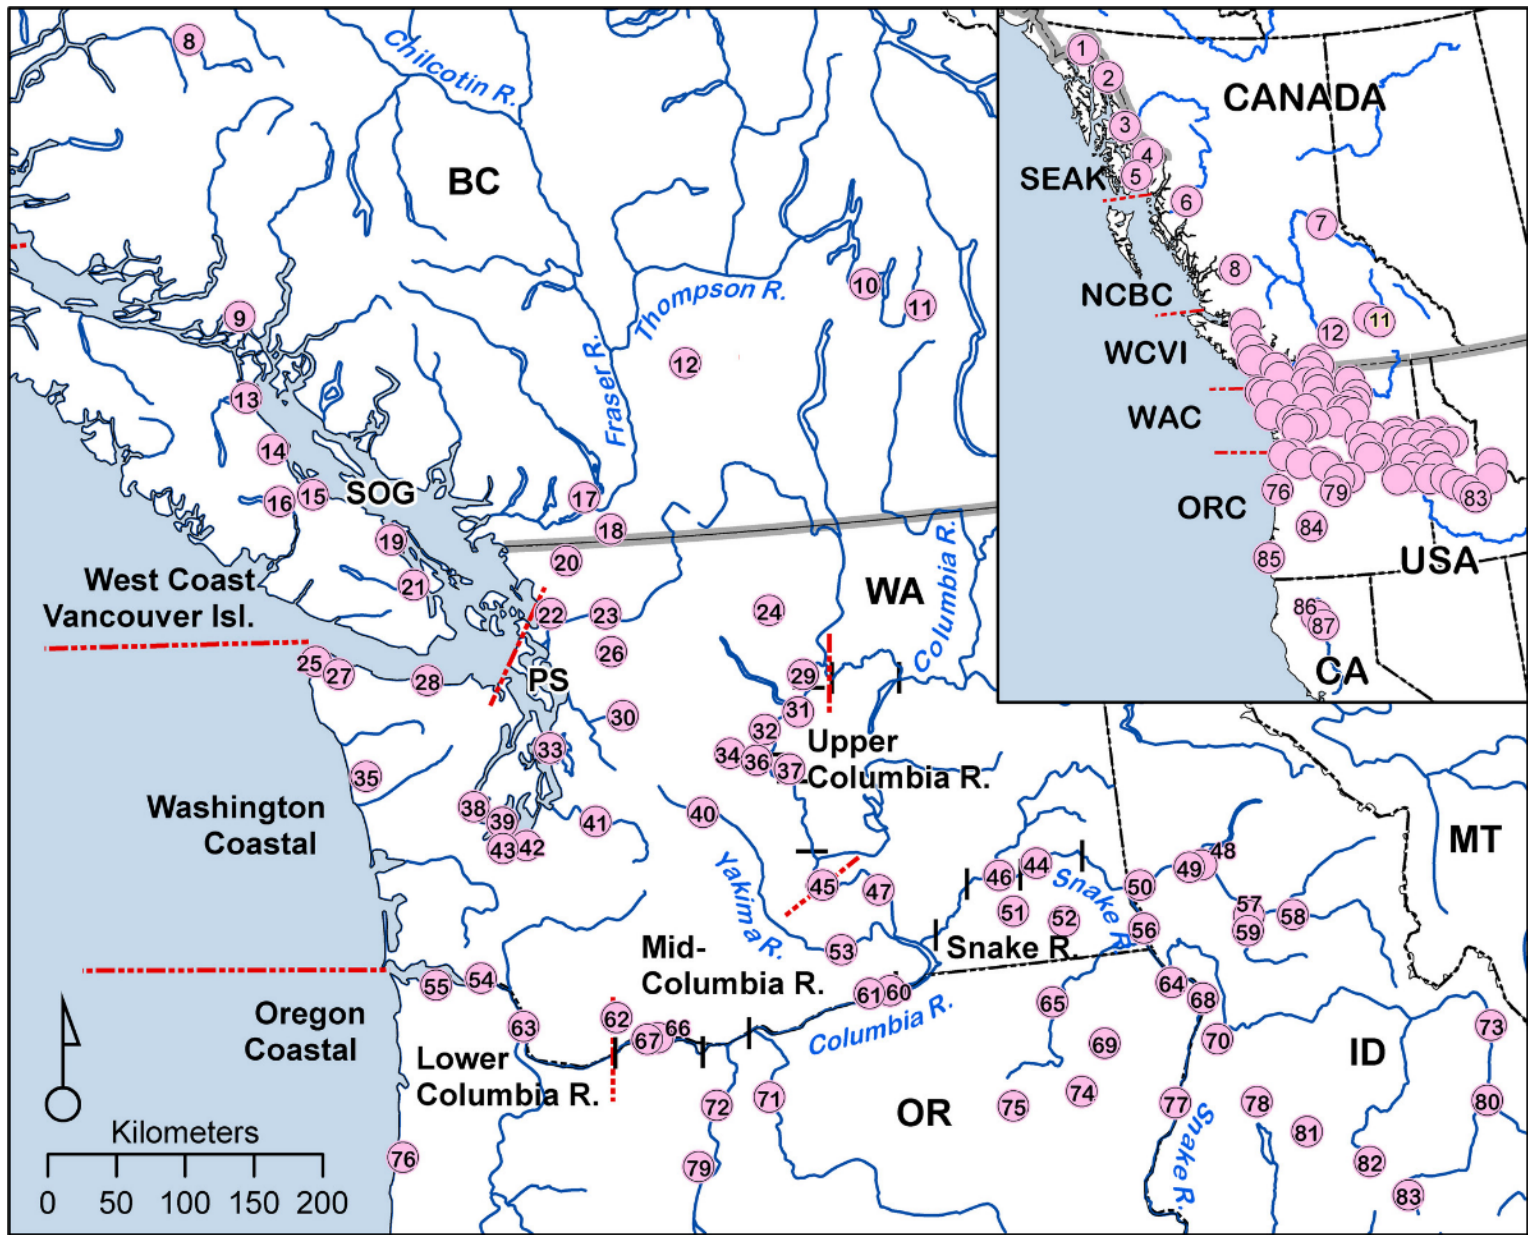 8
Chilcotin R.
BC
10
11
Thompson R.
9
12
Fraser R.
13
14
SOG
15
16
17
18
19
20
21
West Coast
Vancouver Isl.
22
23
24
WA
Columbia R.
25
27
28
26
PS
29
30
31
32
33
34
36
37
Upper
Columbia R.
35
Washington
Coastal
38
39
40
41
42
43
44
45
46
47
48
49
50
51
52
Snake R.
53
Yakima R.
Mid-
Columbia R.
Snake R.
56
57
58
59
MT
54
55
60
61
Columbia R.
62
63
64
65
66
67
68
69
70
Oregon
Coastal
Lower
Columbia R.
ID
73
71
72
OR
74
75
77
78
Snake R.
80
81
82
83
79
76
Kilometers
0 50 100 150 200
1
2
CANADA
3
4
SEAK
5
6
7
8
NCBC
11
12
WCVI
WAC
76
79
83
ORC
84
85
USA
86
87
CA